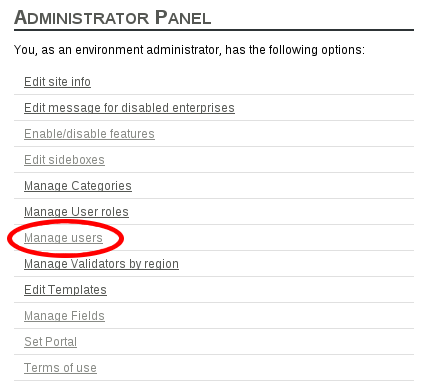 Administrator Panel
You, as an environment administrator, has the following options:
Edit site info
Edit message for disabled enterprises
Enable/disable features
Edit sideboxes
Manage Categories
Manage User roles
Manage users
Manage Validators by region
Edit Templates
Manage Fields
Set Portal
Terms of use